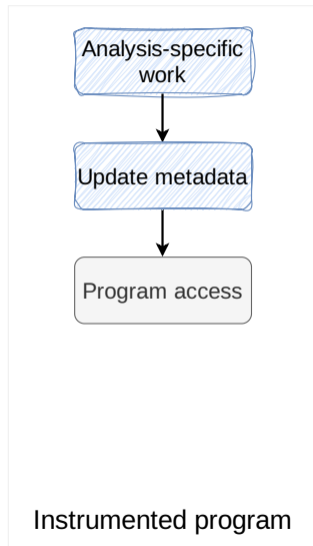 Analysis-specific
work
Update metadata
Program access
Instrumented program